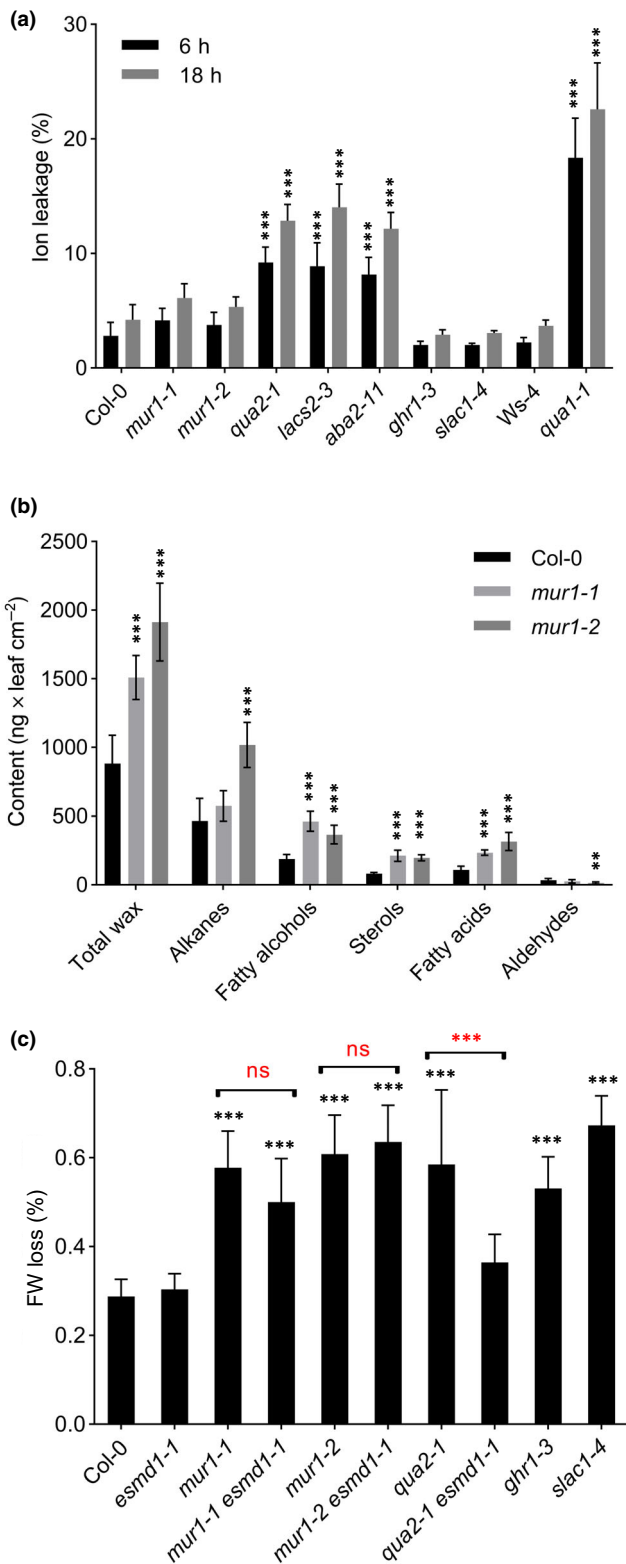 (a)
30
20
10
0
Ion leakage (%)
6 h
18 h
***
***
***
***
***
***
***
***
Col-0
mur1-1
mur1-2
qua2-1
lacs2-3
aba2-11
ghr1-3
slac1-4
Ws-4
qua1-1
(b)
2500
2000
1500
1000
500
0
Content (ng × leaf cm⁻²)
Col-0
mur1-1
mur1-2
***
***
***
***
***
***
***
***
***
**
Total wax
Alkanes
Fatty alcohols
Sterols
Fatty acids
Aldehydes
(c)
0.8
0.6
0.4
0.2
0.0
FW loss (%)
ns
ns
***
***
***
***
***
***
***
***
Col-0
esmd1-1
mur1-1
mur1-1 esmd1-1
mur1-2
mur1-2 esmd1-1
qua2-1
qua2-1 esmd1-1
ghr1-3
slac1-4